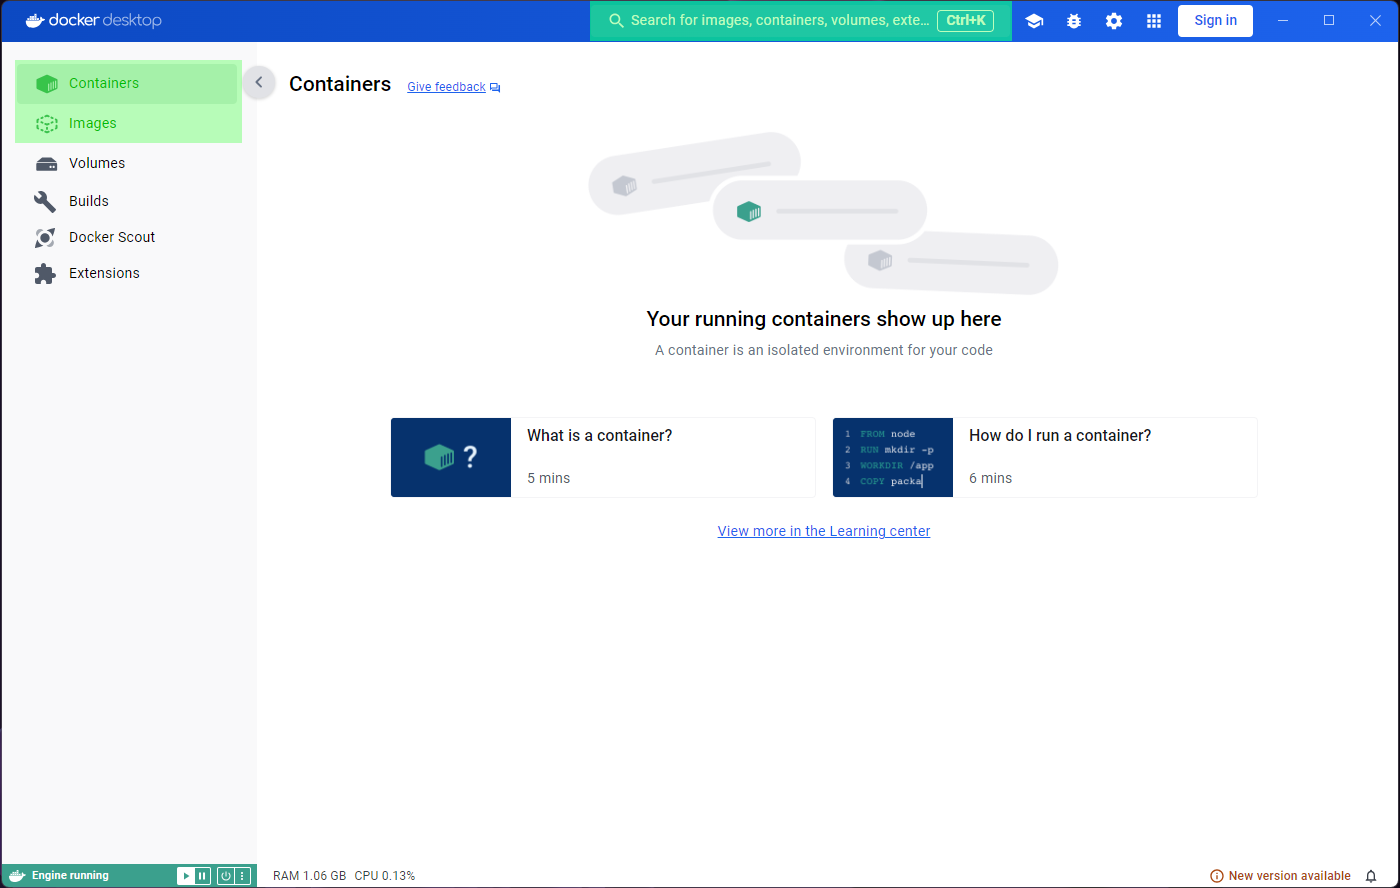 docker desktop
Search for images, containers, volumes, exte... Ctrl+K
Sign in
Containers
Images
Volumes
Builds
Docker Scout
Extensions
Containers Give feedback
Your running containers show up here
A container is an isolated environment for your code
?
What is a container?
5 mins
1 FROM node
2 RUN mkdir -p
3 WORKDIR /app
4 COPY packa
How do I run a container?
6 mins
View more in the Learning center
Engine running
RAM 1.06 GB CPU 0.13%
New version available